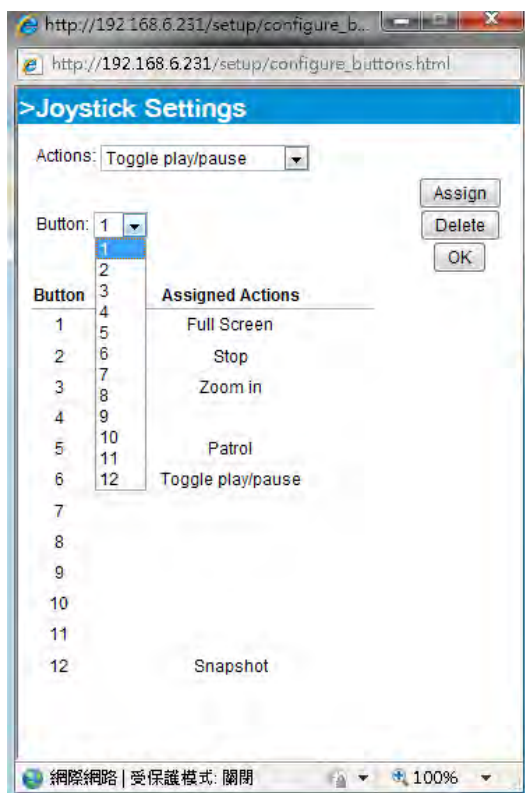 http://192.168.6.231/setup/configure_b...
http://192.168.6.231/setup/configure_buttons.html
>Joystick Settings
Actions: Toggle play/pause
Assign
Button: 1
Delete
OK
1
2
3
4
5
6
7
8
9
10
11
12
Button Assigned Actions
1 Full Screen
2 Stop
3 Zoom in
4
5 Patrol
6 Toggle play/pause
7
8
9
10
11
12 Snapshot
網際網路 | 受保護模式: 關閉 100%